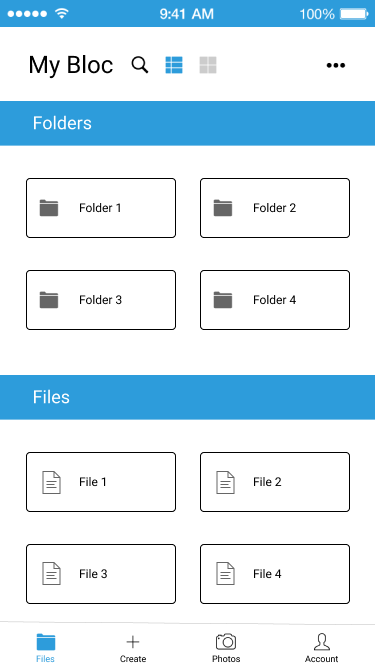 9:41 AM 100%
My Bloc
Folders
Folder 1 Folder 2
Folder 3 Folder 4
Files
File 1 File 2
File 3 File 4
Files Create Photos Account